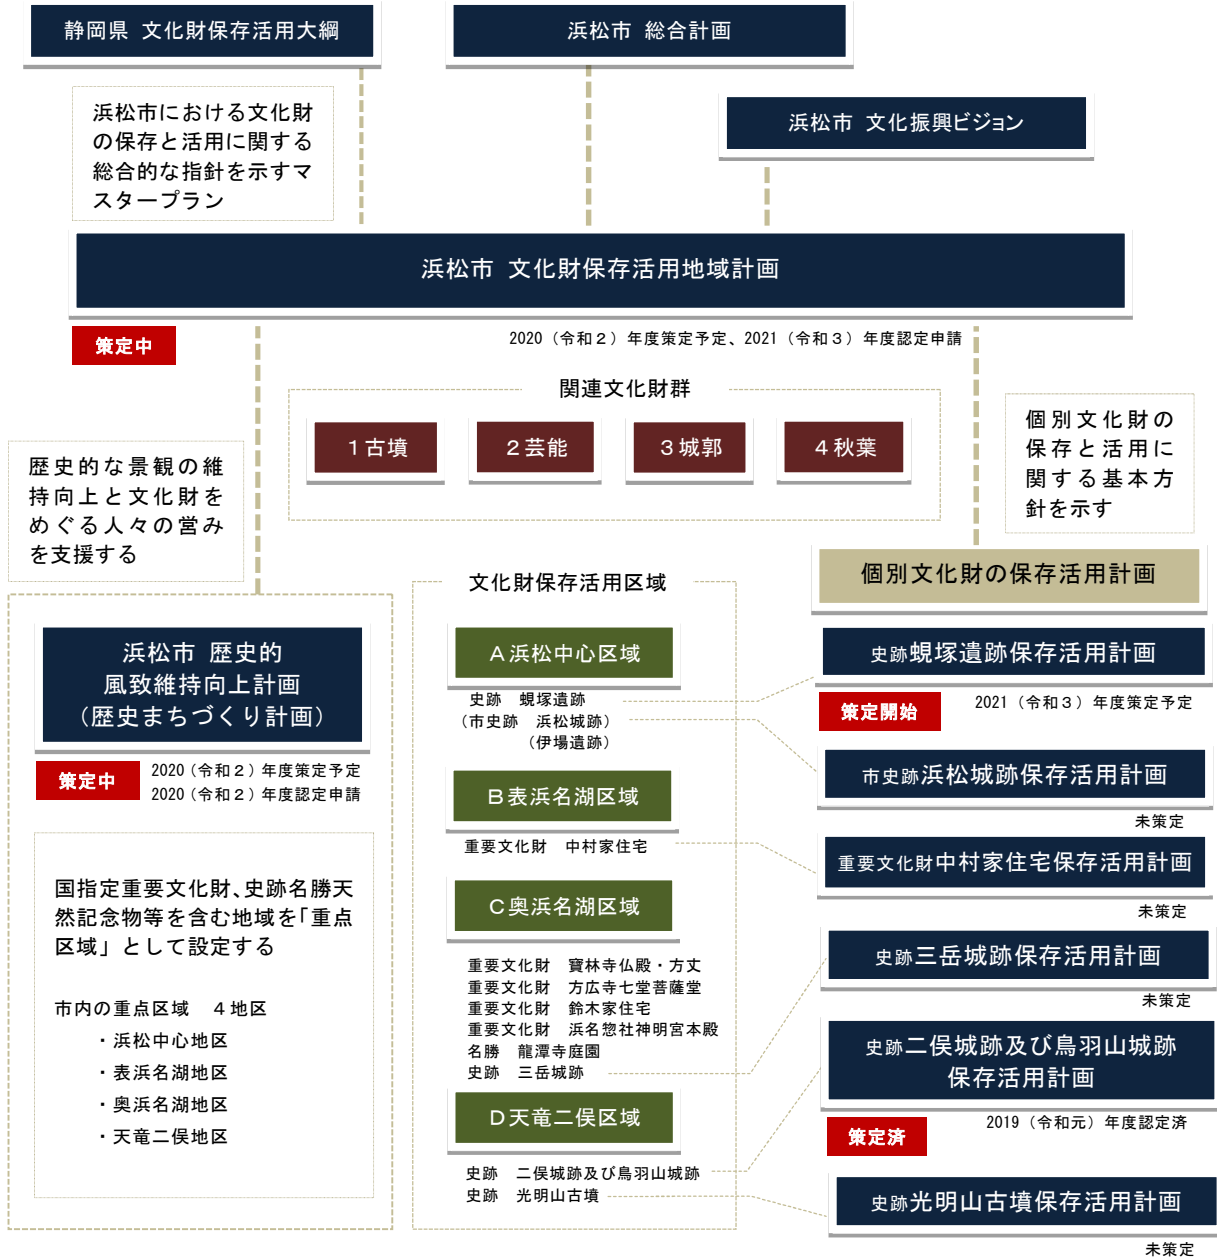 静岡県 文化財保存活用大綱
浜松市 総合計画
浜松市における文化財
の保存と活用に関する
総合的な指針を示すマ
スタープラン
浜松市 文化振興ビジョン
浜松市 文化財保存活用地域計画
策定中
2020（令和２）年度策定予定、2021（令和３）年度認定申請
関連文化財群
１古墳
２芸能
３城郭
４秋葉
歴史的な景観の維
持向上と文化財を
めぐる人々の営み
を支援する
個別文化財の
保存と活用に
関する基本方
針を示す
浜松市 歴史的
風致維持向上計画
（歴史まちづくり計画）
策定中
2020（令和２）年度策定予定
2020（令和２）年度認定申請
国指定重要文化財、史跡名勝天
然記念物等を含む地域を「重点
区域」として設定する
市内の重点区域　４地区
・浜松中心地区
・表浜名湖地区
・奥浜名湖地区
・天竜二俣地区
文化財保存活用区域
Ａ浜松中心区域
史跡　蜆塚遺跡
（市史跡　浜松城跡）
（伊場遺跡）
Ｂ表浜名湖区域
重要文化財　中村家住宅
Ｃ奥浜名湖区域
重要文化財　寶林寺仏殿・方丈
重要文化財　方広寺七堂菩薩堂
重要文化財　鈴木家住宅
重要文化財　浜名惣社神明宮本殿
名勝　龍潭寺庭園
史跡　三岳城跡
Ｄ天竜二俣区域
史跡　二俣城跡及び鳥羽山城跡
史跡　光明山古墳
個別文化財の保存活用計画
史跡蜆塚遺跡保存活用計画
策定開始
2021（令和３）年度策定予定
市史跡浜松城跡保存活用計画
未策定
重要文化財中村家住宅保存活用計画
未策定
史跡三岳城跡保存活用計画
未策定
史跡二俣城跡及び鳥羽山城跡
保存活用計画
策定済
2019（令和元）年度認定済
史跡光明山古墳保存活用計画
未策定